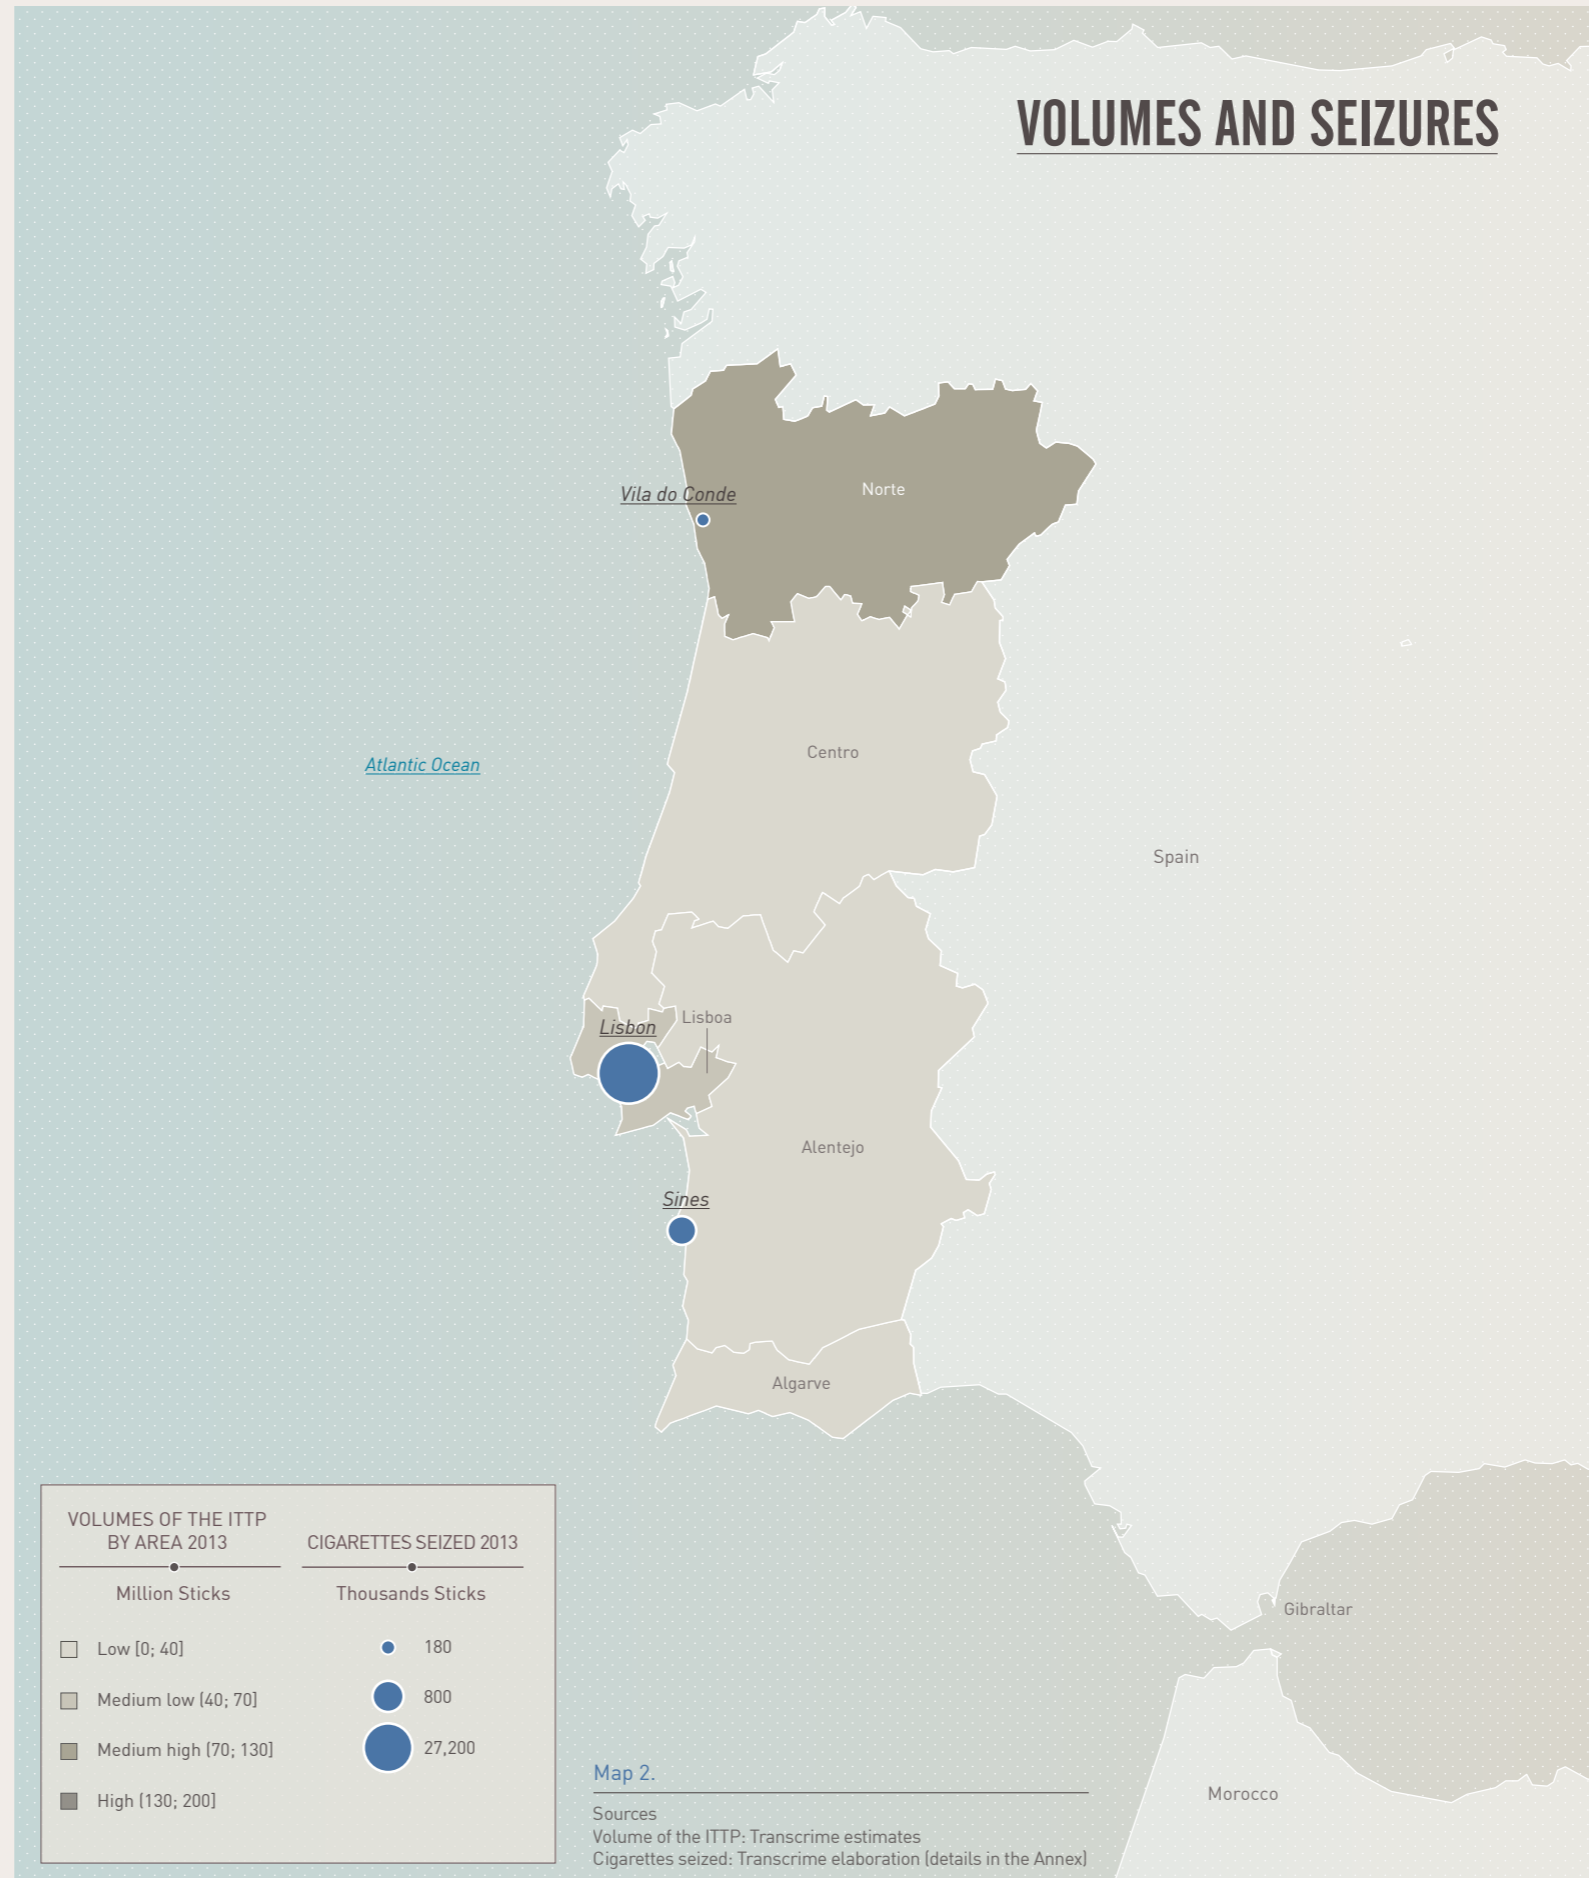 VOLUMES AND SEIZURES
Vila do Conde
Norte
Centro
Atlantic Ocean
Spain
Lisbon
Lisboa
Alentejo
Sines
Algarve
VOLUMES OF THE ITTP
BY AREA 2013
Million Sticks
Low [0; 40]
Medium low (40; 70]
Medium high (70; 130]
High (130; 200]
CIGARETTES SEIZED 2013
Thousands Sticks
180
800
27,200
Gibraltar
Morocco
Map 2.
Sources
Volume of the ITTP: Transcrime estimates
Cigarettes seized: Transcrime elaboration (details in the Annex)